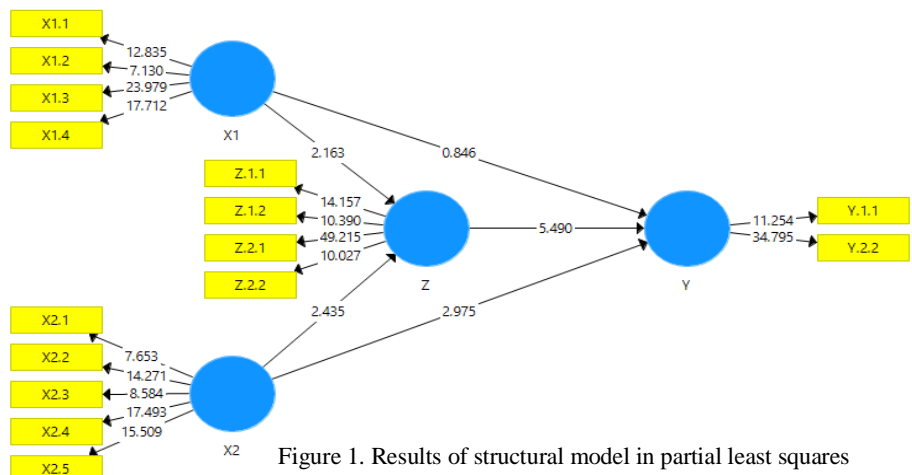 X1.1
X1.2
X1.3
X1.4
12.835
7.130
23.979
17.712
X1
2.163
0.846
Z.1.1
Z.1.2
Z.2.1
Z.2.2
14.157
10.390
49.215
10.027
Z
5.490
Y
11.254
34.795
Y.1.1
Y.2.2
2.435
2.975
X2.1
X2.2
X2.3
X2.4
X2.5
7.653
14.271
8.584
17.493
15.509
X2
Figure 1. Results of structural model in partial least squares